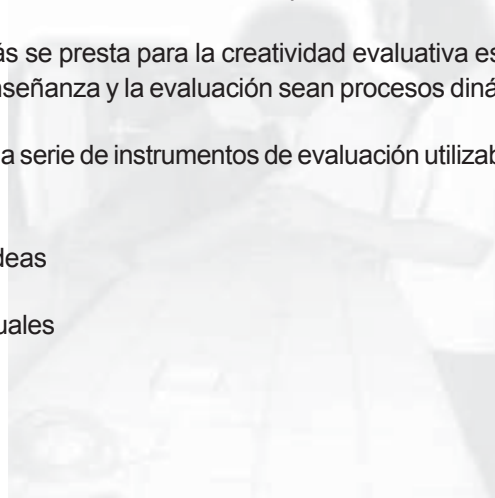 s se presta para la creatividad evaluativa es
señanza y la evaluación sean procesos diná
a serie de instrumentos de evaluación utilizab
deas
uales